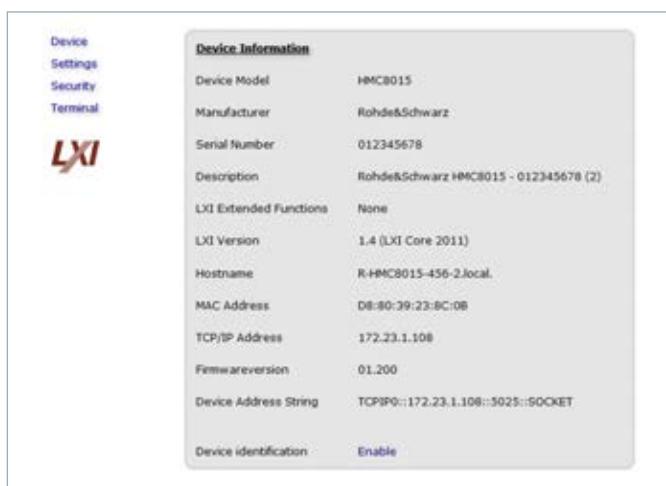 Device
Settings
Security
Terminal
LXI
Device Information
Device Model HMC8015
Manufacturer Rohde&Schwarz
Serial Number 012345678
Description Rohde&Schwarz HMC8015 - 012345678 (2)
LXI Extended Functions None
LXI Version 1.4 (LXI Core 2011)
Hostname R-HMC8015-456-2.local.
MAC Address D8:80:39:23:8C:0B
TCP/IP Address 172.23.1.108
Firmwareversion 01.200
Device Address String TCPIP0::172.23.1.108::5025::SOCKET
Device identification Enable